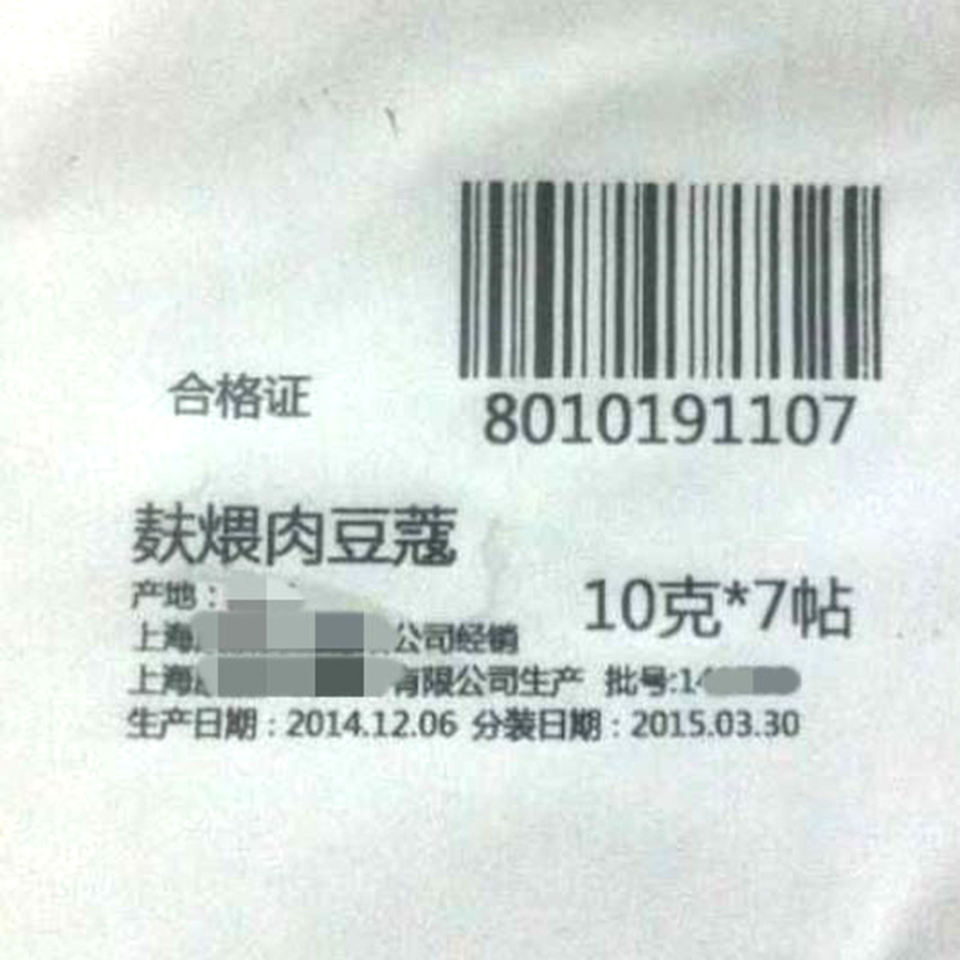 8010191107
合格证
麸煨肉豆蔻
10克*7帖
产地:
上海 公司经销
上海 有限公司生产 批号:14
生产日期:2014.12.06 分装日期:2015.03.30